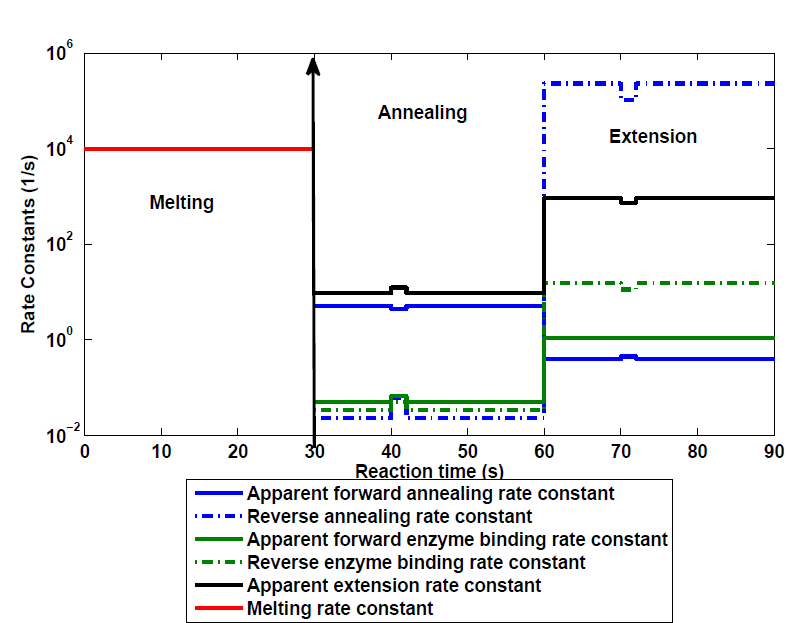 10^6
Annealing
10^4
Extension
Melting
10^2
10^0
10^-2
Rate Constants (1/s)
0 10 20 30 40 50 60 70 80 90
Reaction time (s)
Apparent forward annealing rate constant
Reverse annealing rate constant
Apparent forward enzyme binding rate constant
Reverse enzyme binding rate constant
Apparent extension rate constant
Melting rate constant